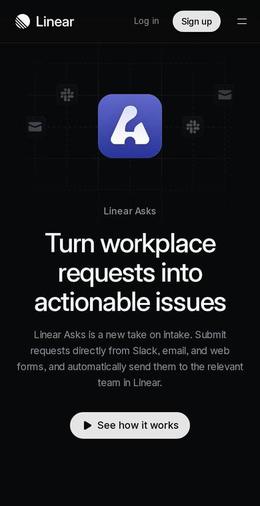 Linear
Log in
Sign up
Linear Asks
Turn workplace
requests into
actionable issues
Linear Asks is a new take on intake. Submit
requests directly from Slack, email, and web
forms, and automatically send them to the relevant
team in Linear.
See how it works